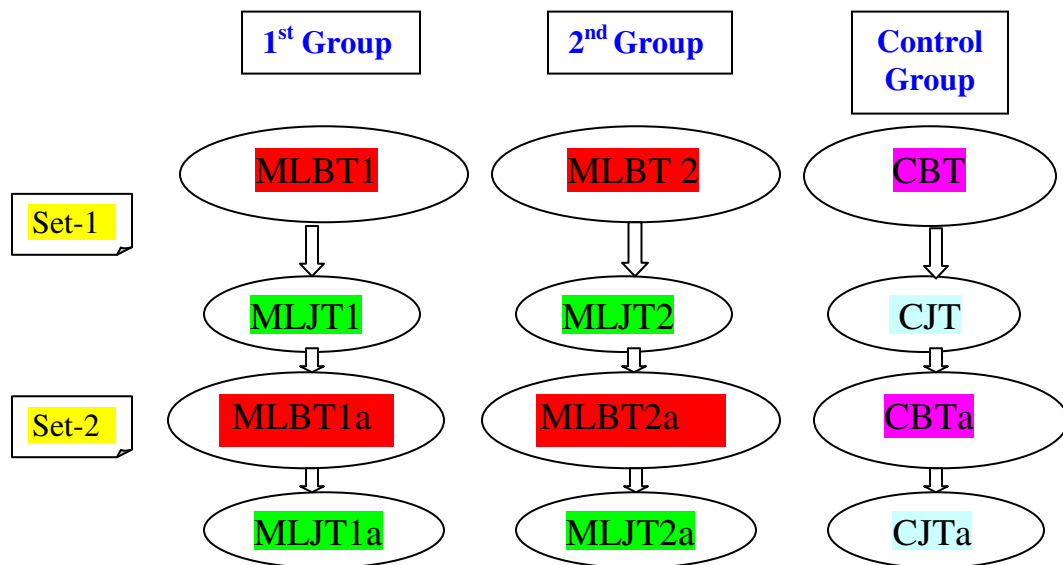 1st Group
2nd Group
Control
Group
MLBT1
MLBT 2
CBT
Set-1
MLJT1
MLJT2
CJT
Set-2
MLBT1a
MLBT2a
CBTa
MLJT1a
MLJT2a
CJTa